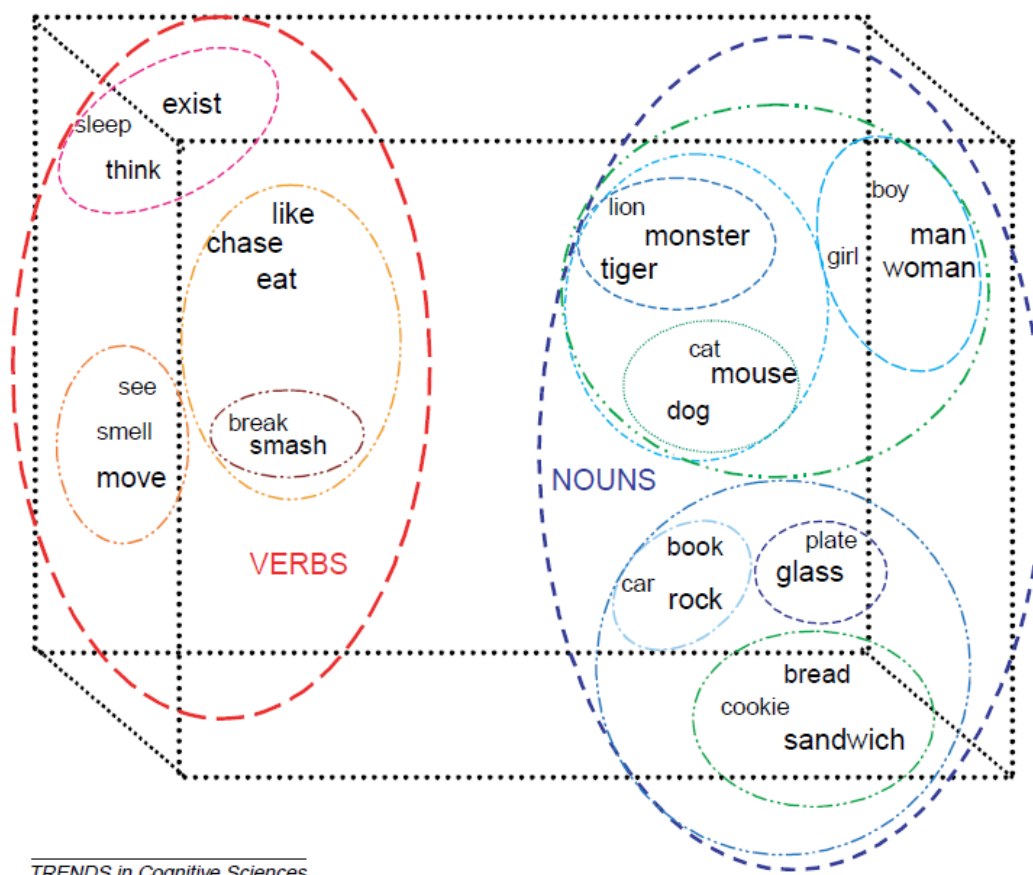 exist
sleep
think
like
chase
eat
see
smell
move
break
smash
VERBS
lion
monster
tiger
boy
man
girl
woman
cat
mouse
dog
NOUNS
book
plate
car
glass
rock
bread
cookie
sandwich
TRENDS in Cognitive Sciences